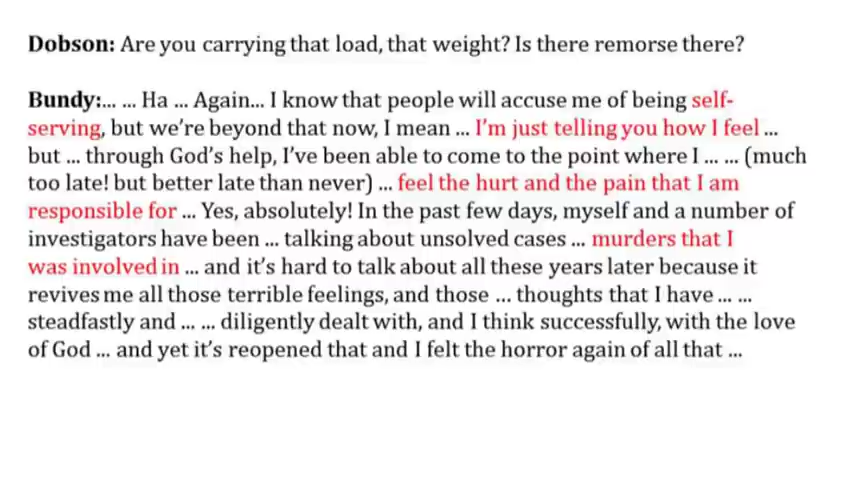 Dobson: Are you carrying that load, that weight? Is there remorse there?
Bundy:... ... Ha ... Again... I know that people will accuse me of being self-
serving, but we’re beyond that now, I mean ... I’m just telling you how I feel ...
but ... through God’s help, I’ve been able to come to the point where I ... ... (much
too late! but better late than never) ... feel the hurt and the pain that I am
responsible for ... Yes, absolutely! In the past few days, myself and a number of
investigators have been ... talking about unsolved cases ... murders that I
was involved in ... and it’s hard to talk about all these years later because it
revives me all those terrible feelings, and those ... thoughts that I have ... ...
steadfastly and ... ... diligently dealt with, and I think successfully, with the love
of God ... and yet it’s reopened that and I felt the horror again of all that ...